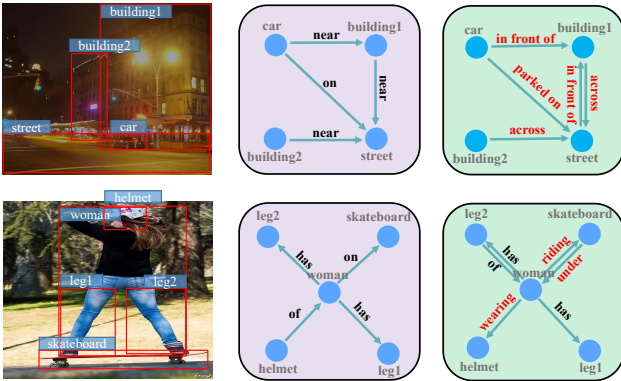 building1
building2
street
car
car
building1
near
on
near
near
building2
street
car
building1
in front of
parked on
in front of
across
across
building2
street
helmet
woman
leg1
leg2
skateboard
leg2
skateboard
has
on
woman
of
has
helmet
leg1
leg2
skateboard
has
of
riding
under
woman
wearing
has
helmet
leg1